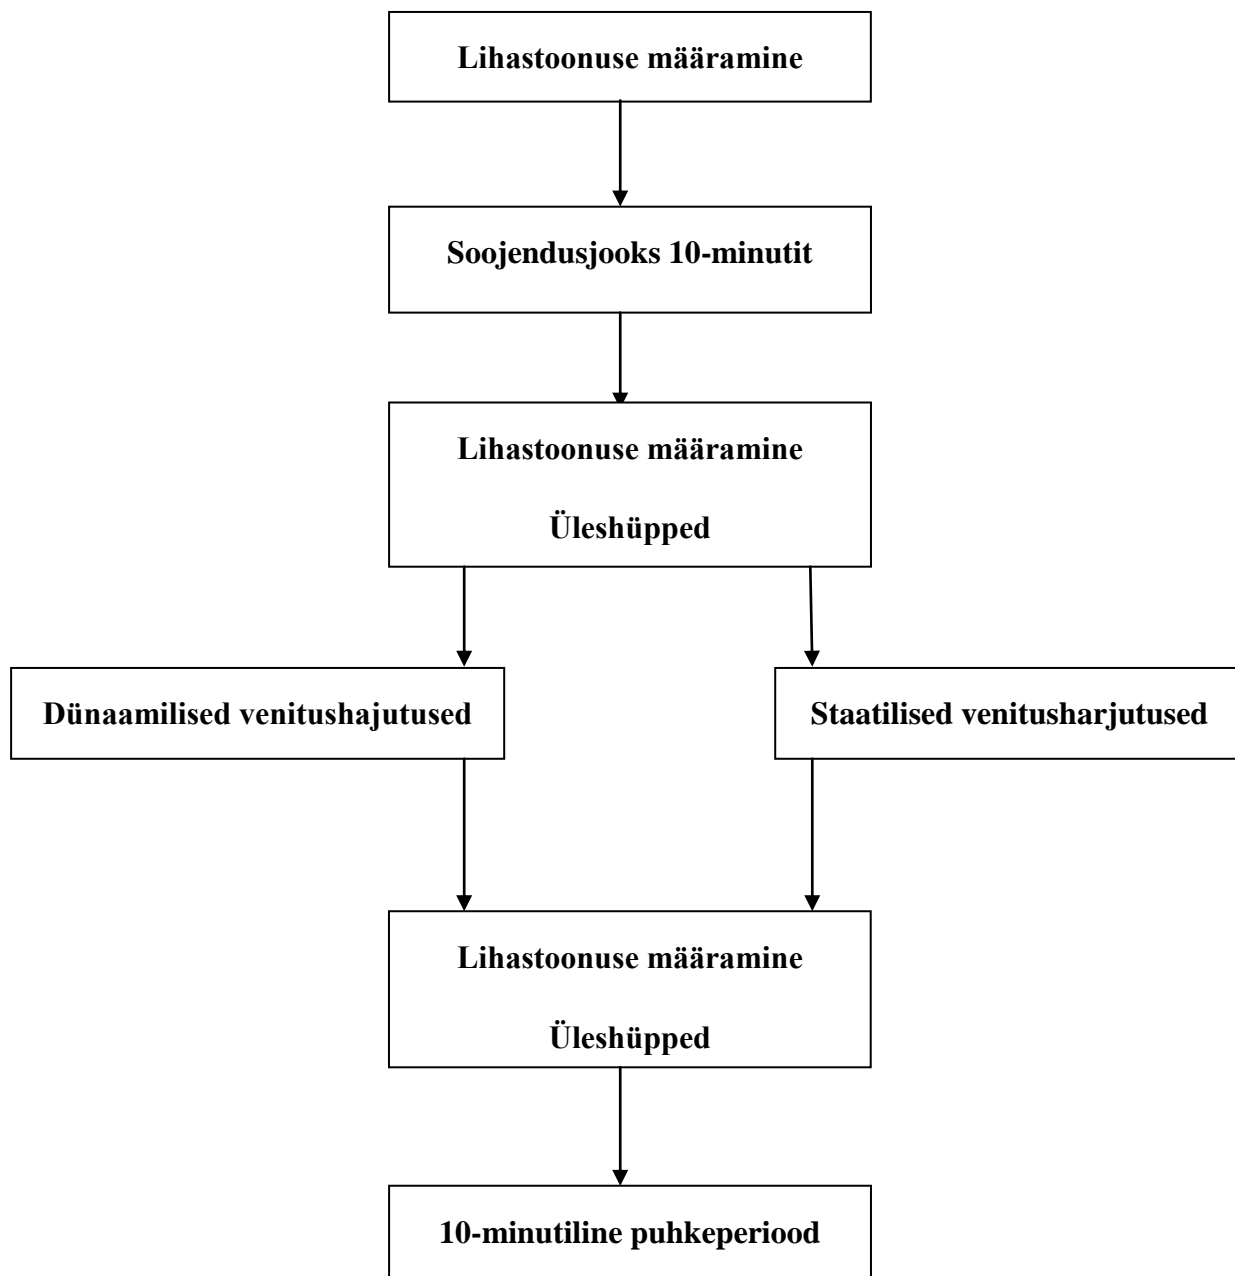 Lihastoonuse määramine
Soojendusjooks 10-minutit
Lihastoonuse määramine
Üleshüpped
Dünaamilised venitushajutused
Staatilised venitusharjutused
Lihastoonuse määramine
Üleshüpped
10-minutiline puhkeperiood